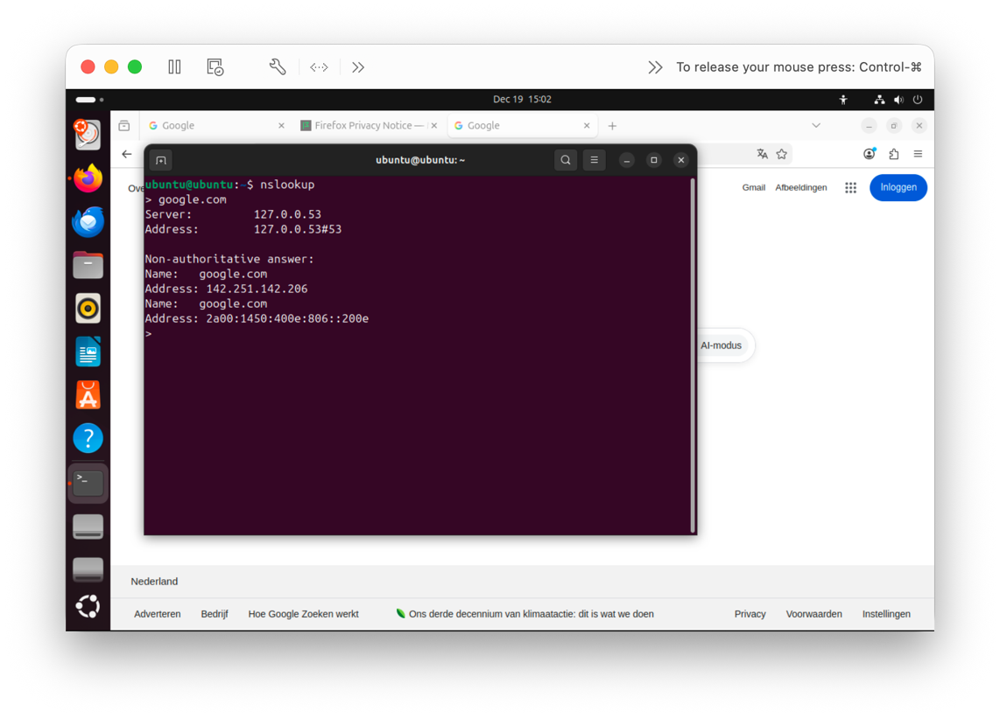 To release your mouse press: Control-⌘
Dec 19 15:02
Google
Firefox Privacy Notice —
Google
ubuntu@ubuntu: ~
Gmail Afbeeldingen
Inloggen
ubuntu@ubuntu:~$ nslookup
> google.com
Server: 127.0.0.53
Address: 127.0.0.53#53
Non-authoritative answer:
Name: google.com
Address: 142.251.142.206
Name: google.com
Address: 2a00:1450:400e:806::200e
>
AI-modus
Nederland
Adverteren Bedrijf Hoe Google Zoeken werkt Ons derde decennium van klimaatactie: dit is wat we doen Privacy Voorwaarden Instellingen